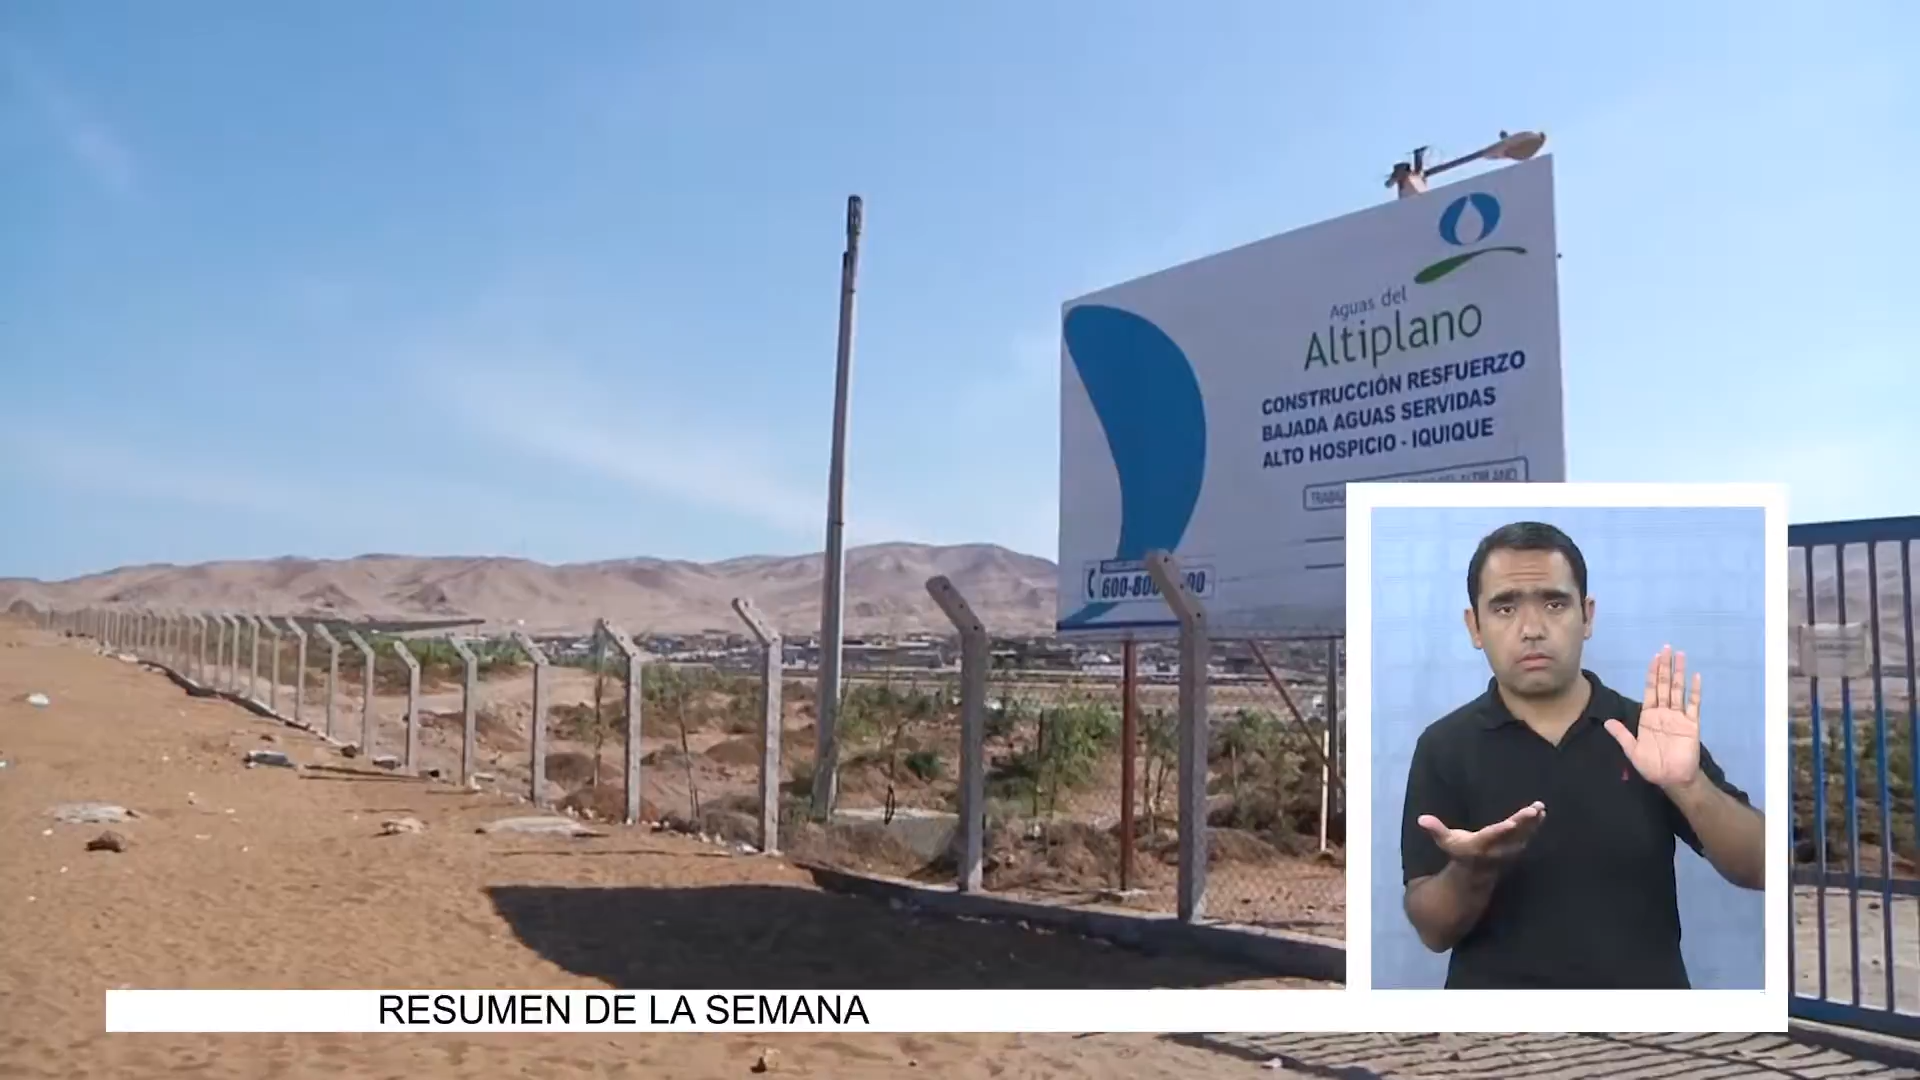 Aguas del
Altiplano
CONSTRUCCIÓN RESFUERZO
BAJADA AGUAS SERVIDAS
ALTO HOSPICIO - IQUIQUE
RESUMEN DE LA SEMANA